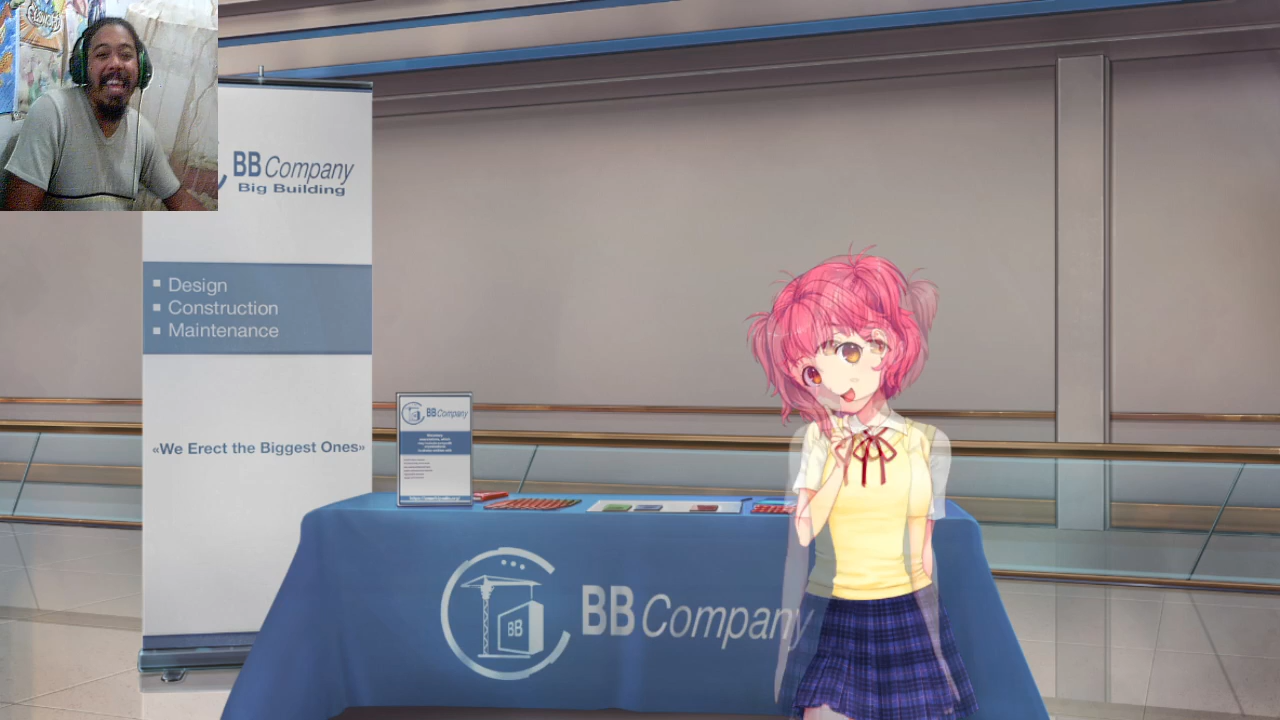 BB Company
Big Building
Design
Construction
Maintenance
«We Erect the Biggest Ones»
BB Company
BB
BB Company